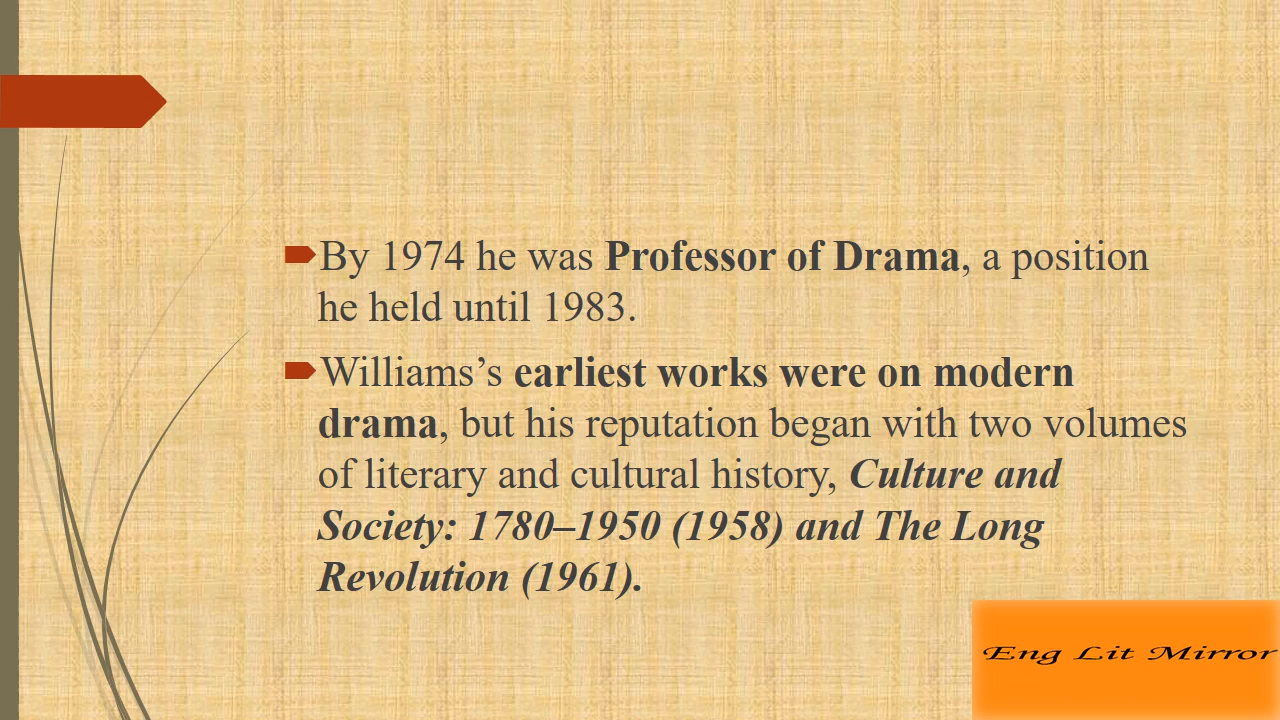 By 1974 he was Professor of Drama, a position
he held until 1983.
Williams’s earliest works were on modern
drama, but his reputation began with two volumes
of literary and cultural history, Culture and
Society: 1780–1950 (1958) and The Long
Revolution (1961).
Eng Lit Mirror